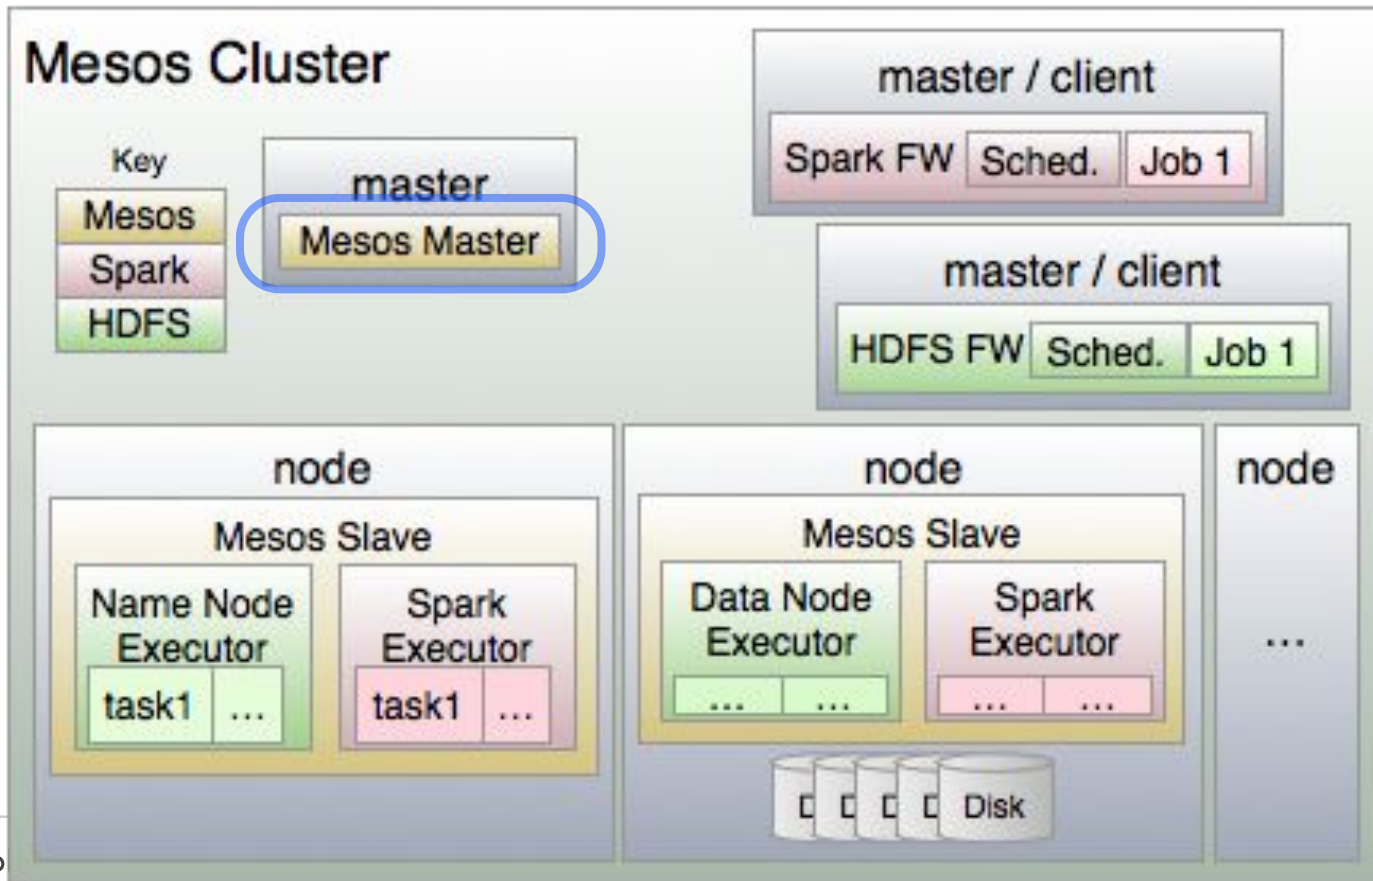 Mesos Cluster
Key
Mesos
Spark
HDFS
master
Mesos Master
master / client
Spark FW Sched. Job 1
master / client
HDFS FW Sched. Job 1
node
Mesos Slave
Name Node
Executor
task1 ...
Spark
Executor
task1 ...
node
Mesos Slave
Data Node
Executor
... ...
Spark
Executor
... ...
D D D D Disk
node
...